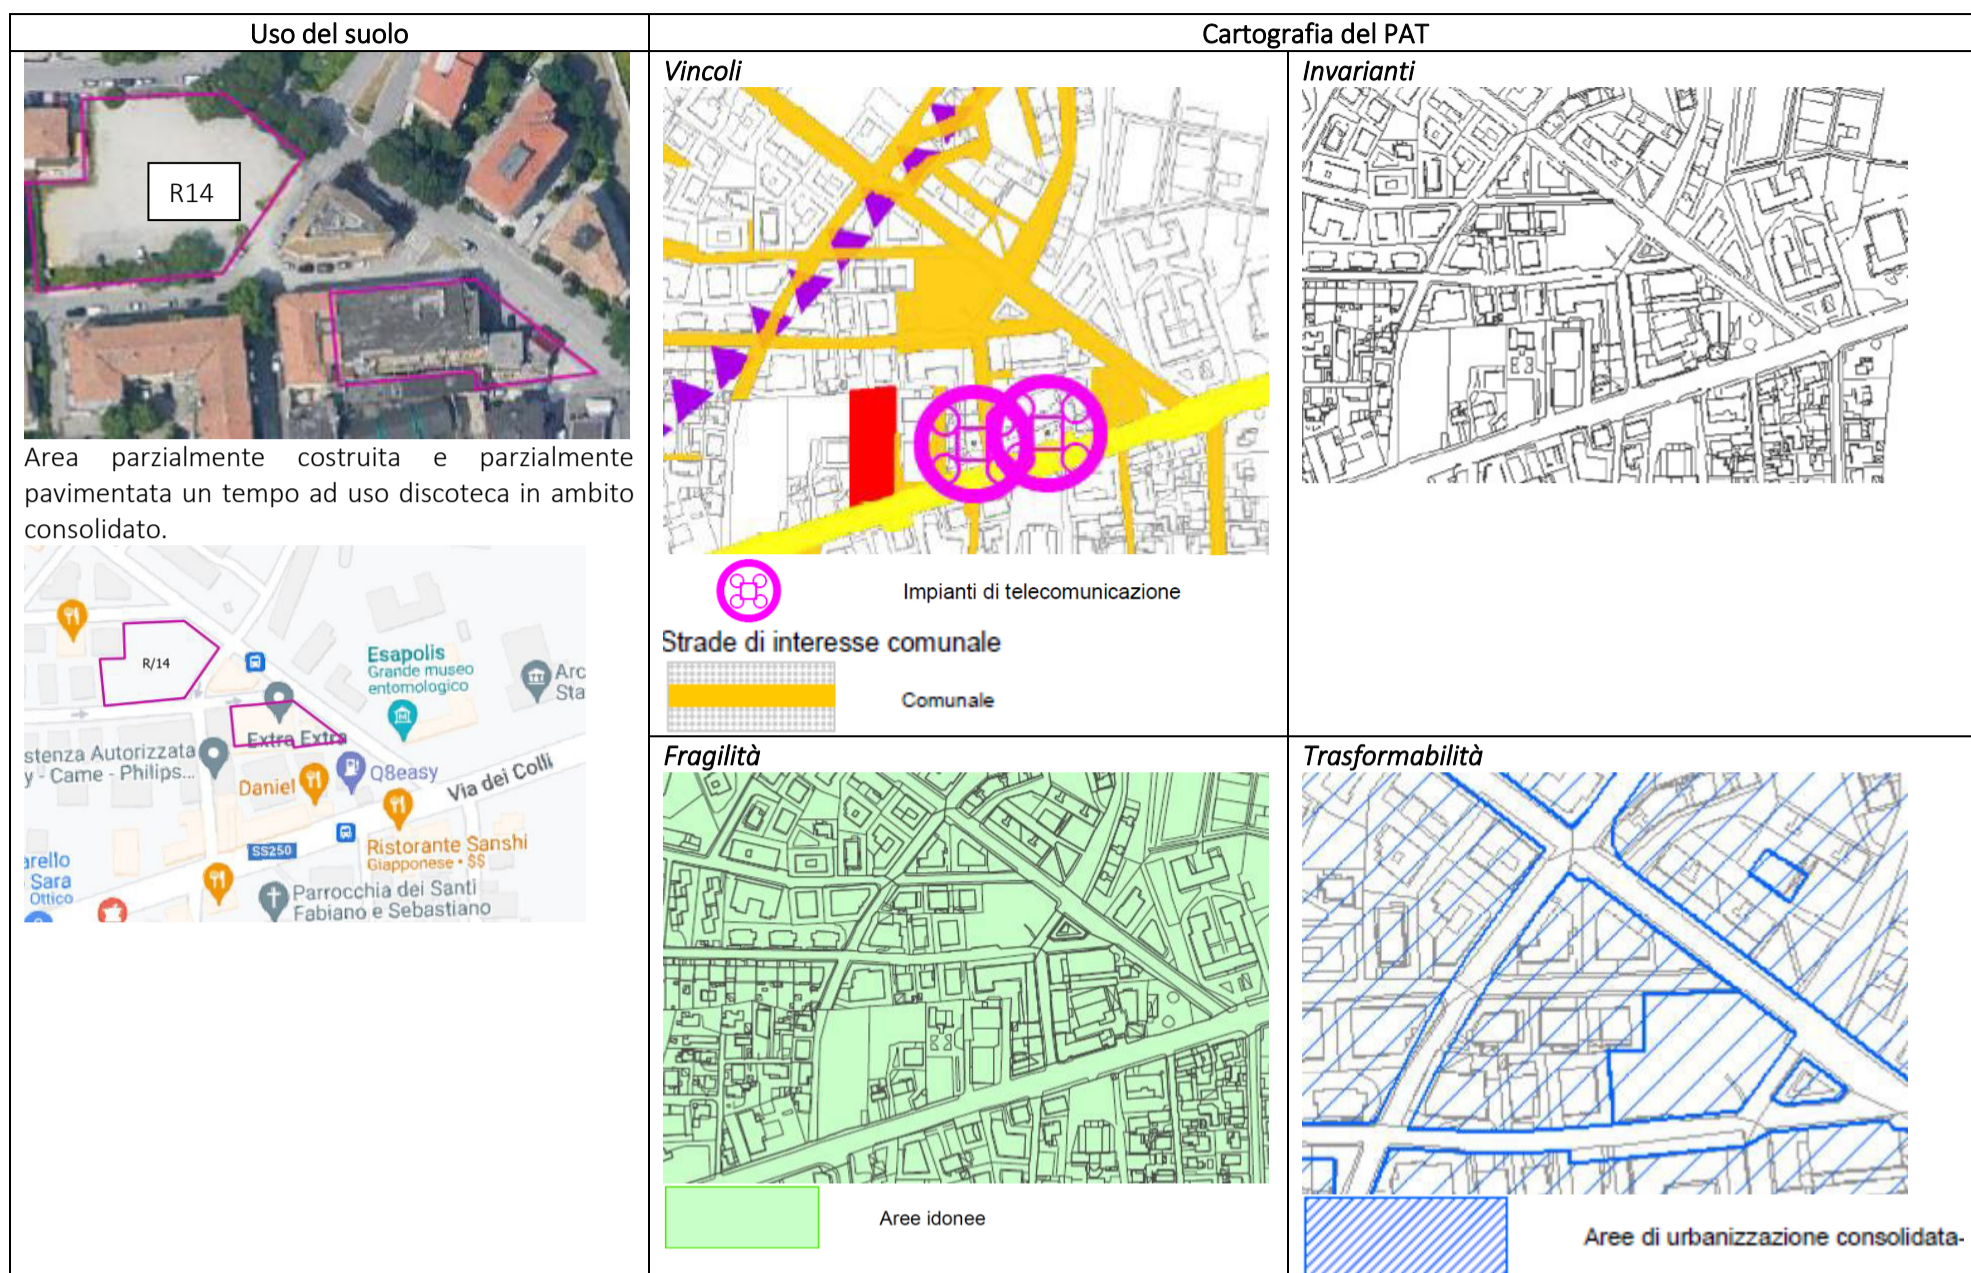 Uso del suolo
Cartografia del PAT
R14
Area parzialmente costruita e parzialmente
pavimentata un tempo ad uso discoteca in ambito
consolidato.
R/14
Esapolis
Grande museo
entomologico
Arc
Sta
Extra Extra
stenza Autorizzata
y - Came - Philips...
Daniel
Q8easy
Via dei Colli
SS250
Ristorante Sanshi
Giapponese • $$
arello
Sara
Ottico
Parrocchia dei Santi
Fabiano e Sebastiano
Vincoli
Impianti di telecomunicazione
Strade di interesse comunale
Comunale
Invarianti
Fragilità
Aree idonee
Trasformabilità
Aree di urbanizzazione consolidata-